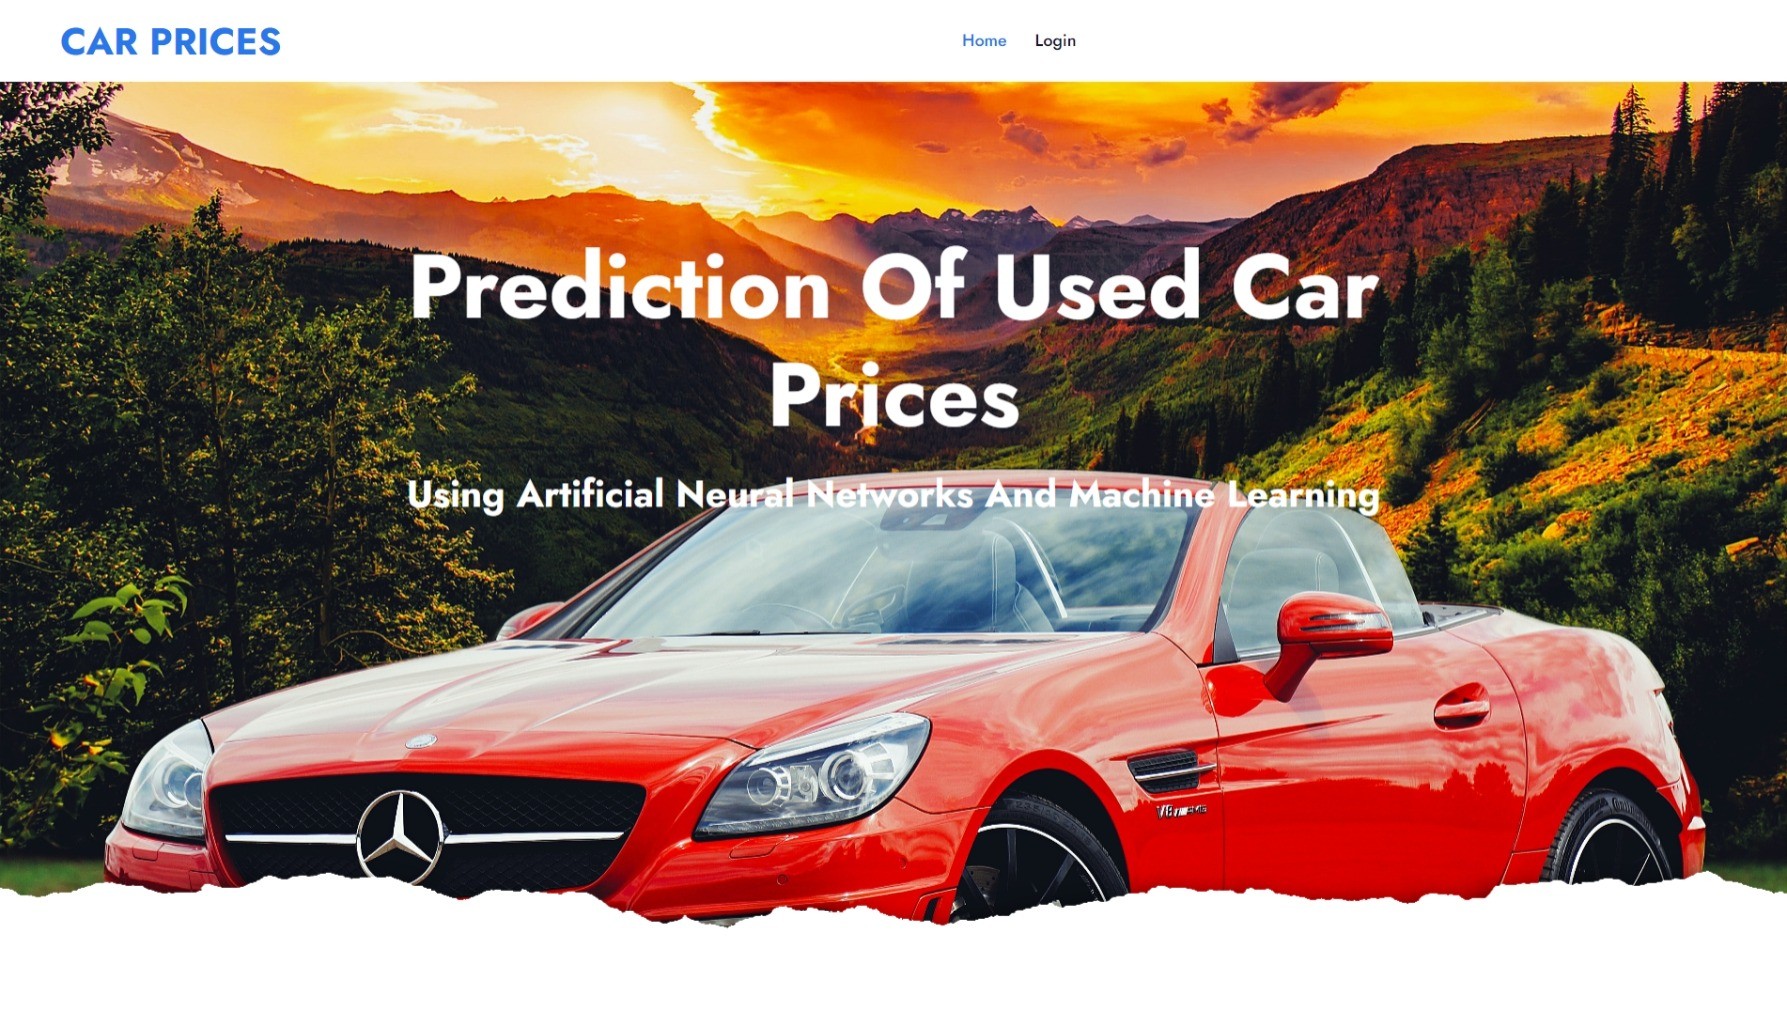 CAR PRICES
Home
Login
Prediction Of Used Car
Prices
Using Artificial Neural Networks And Machine Learning
V8
AMG